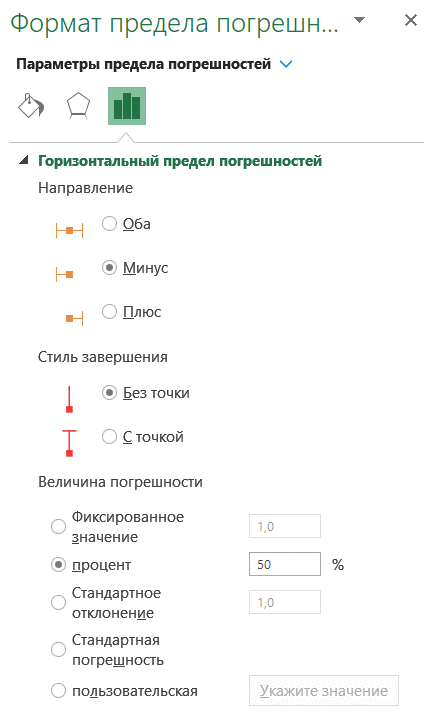 Формат предела погрешн...
Параметры предела погрешностей
Горизонтальный предел погрешностей
Направление
Оба
Минус
Плюс
Стиль завершения
Без точки
С точкой
Величина погрешности
Фиксированное
значение
1,0
процент
50
%
Стандартное
отклонение
1,0
Стандартная
погрешность
пользовательская
Укажите значение